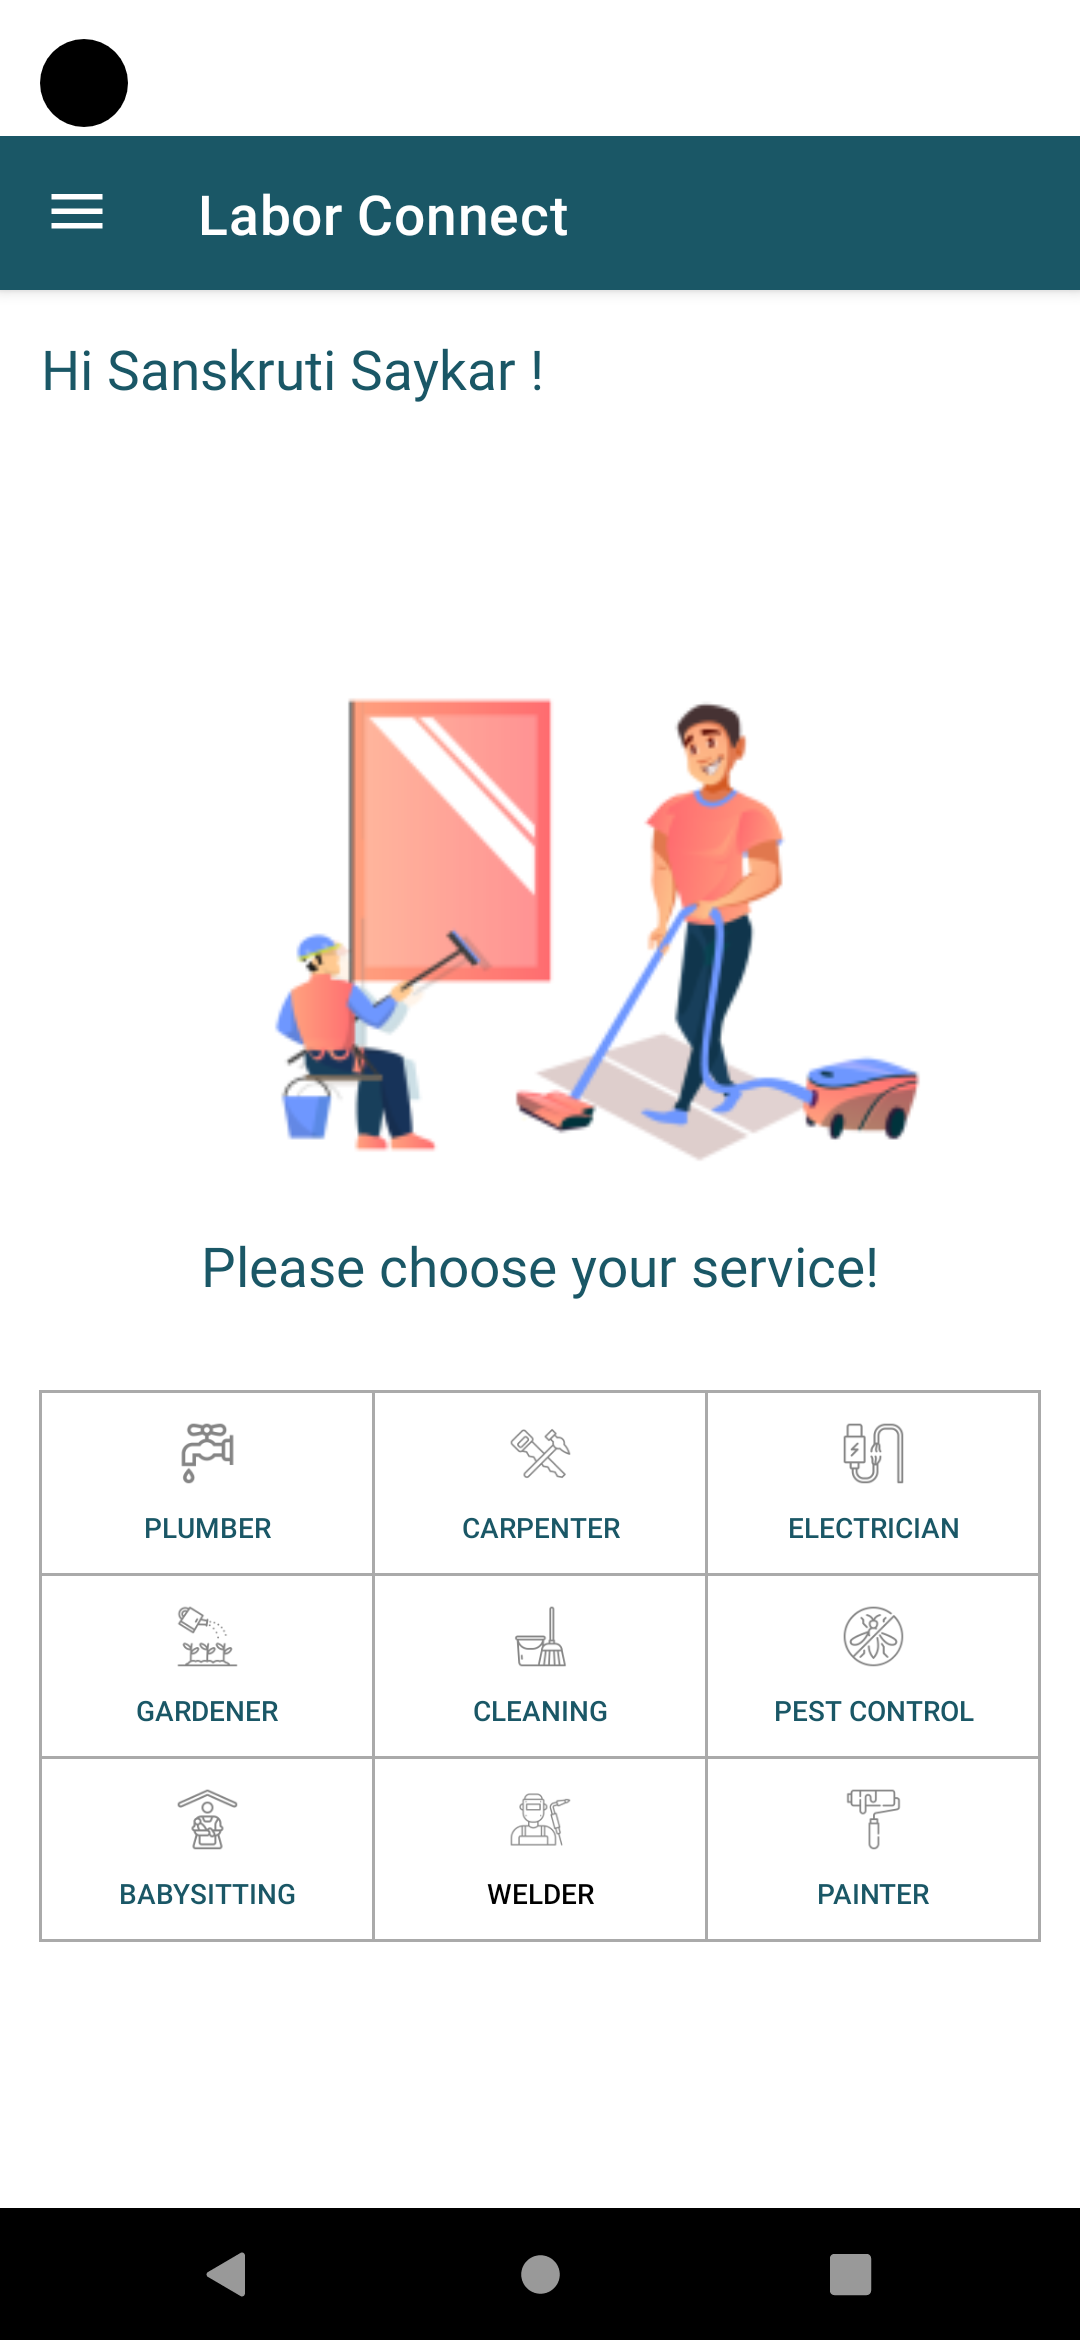 Labor Connect
Hi Sanskruti Saykar !
Please choose your service!
PLUMBER
CARPENTER
ELECTRICIAN
GARDENER
CLEANING
PEST CONTROL
BABYSITTING
WELDER
PAINTER